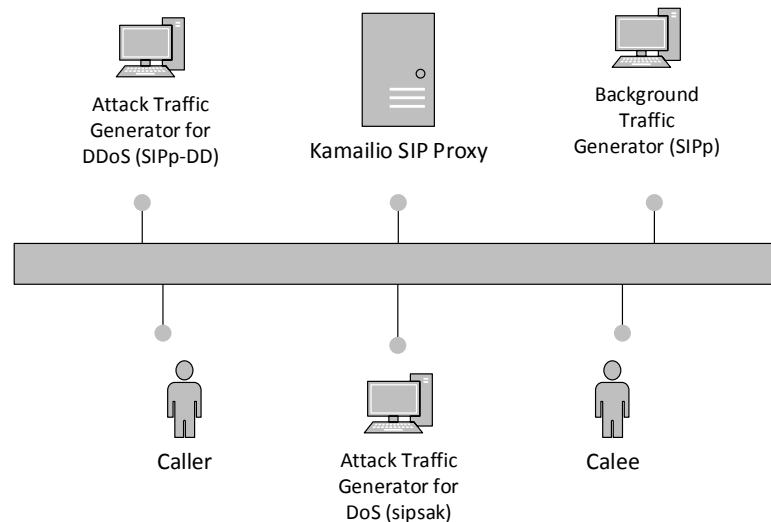 Attack Traffic
Generator for
DDoS (SIPp-DD)
Kamailio SIP Proxy
Background
Traffic
Generator (SIPp)
Caller
Attack Traffic
Generator for
DoS (sipsak)
Calee